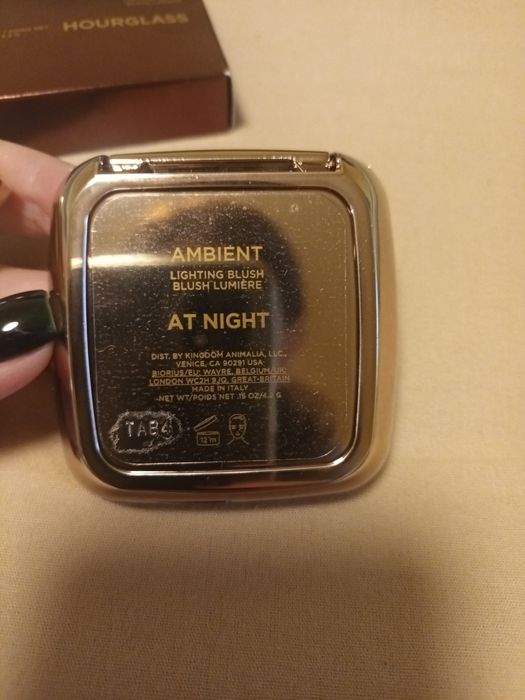 HOURGLASS
AMBIENT
LIGHTING BLUSH
BLUSH LUMIÈRE
AT NIGHT
DIST. BY KINGDOM ANIMALIA, LLC.,
VENICE, CA 90291 USA
BIORIUS/EU: WAVRE, BELGIUM/UK:
LONDON WC2H 9JQ, GREAT-BRITAIN
MADE IN ITALY
NET WT/POIDS NET .15 OZ/4.2 G
TAB4
12 m